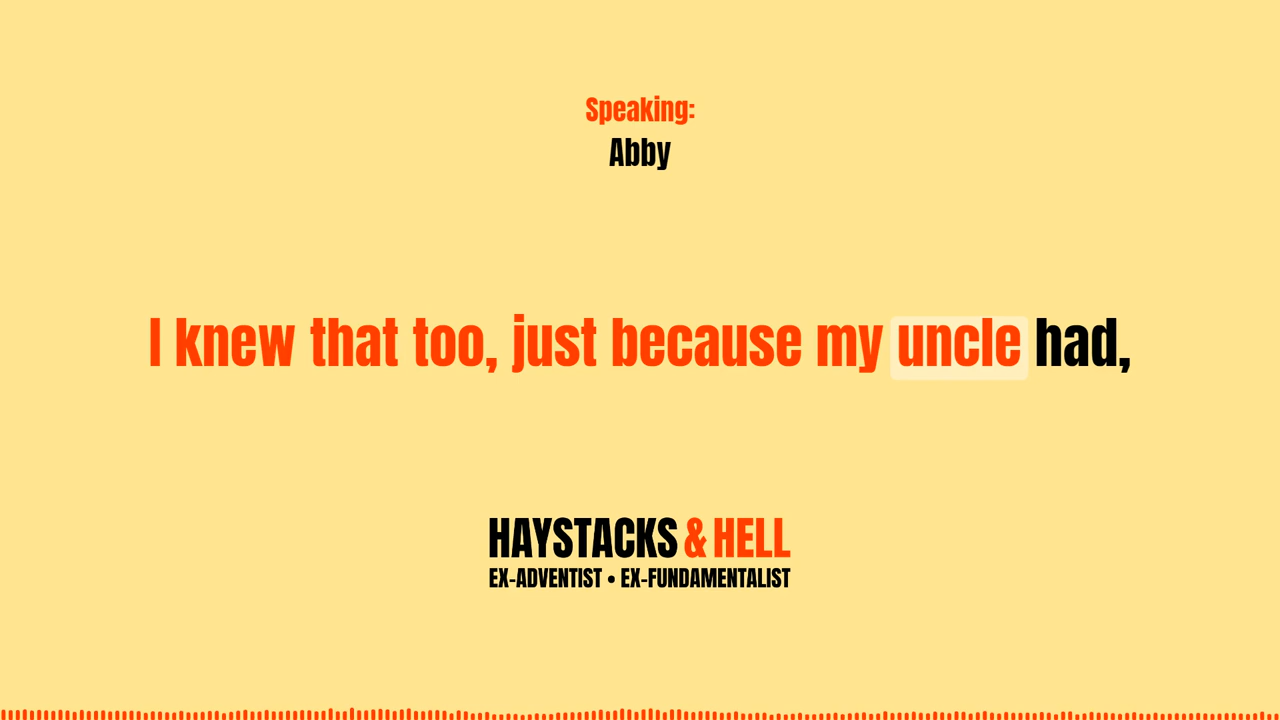 Speaking:
Abby
I knew that too, just because my uncle had,
HAYSTACKS & HELL
EX-ADVENTIST • EX-FUNDAMENTALIST